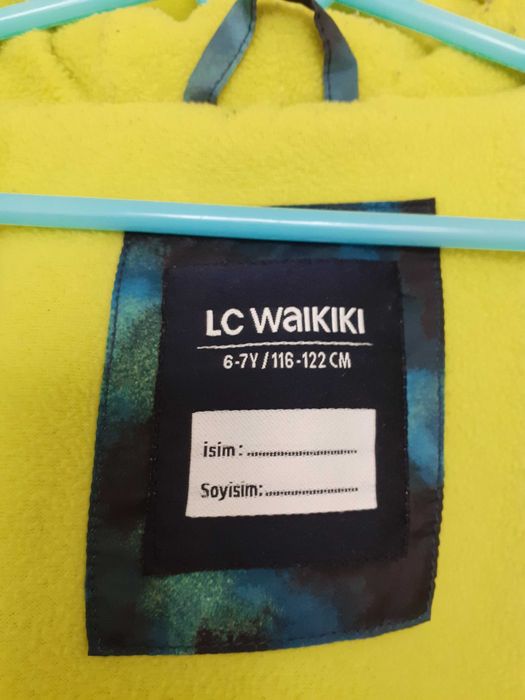 LC WAIKIKI
6-7Y / 116-122 CM
isim: ........................
Soyisim: ........................